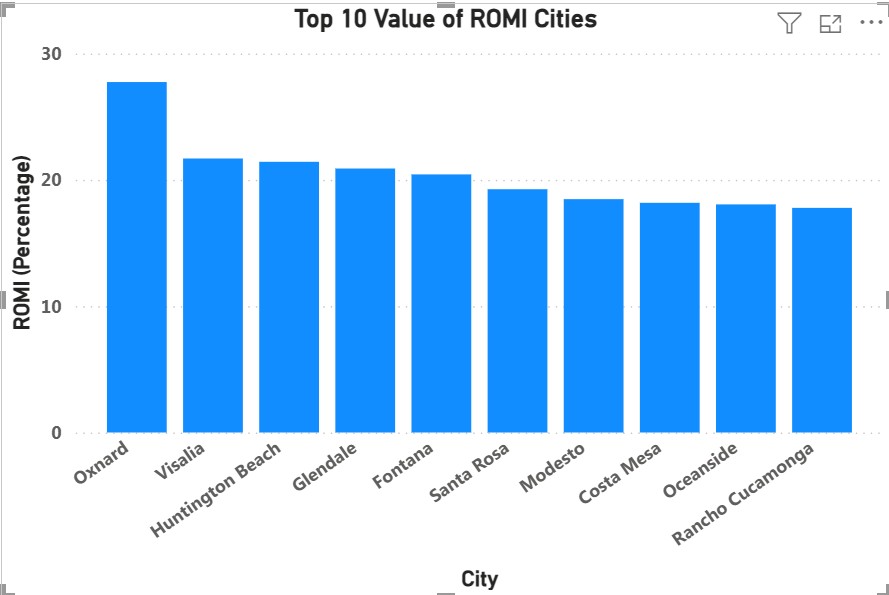 Top 10 Value of ROMI Cities
30
20
10
0
ROMI (Percentage)
Oxnard
Visalia
Huntington Beach
Glendale
Fontana
Santa Rosa
Modesto
Costa Mesa
Oceanside
Rancho Cucamonga
City